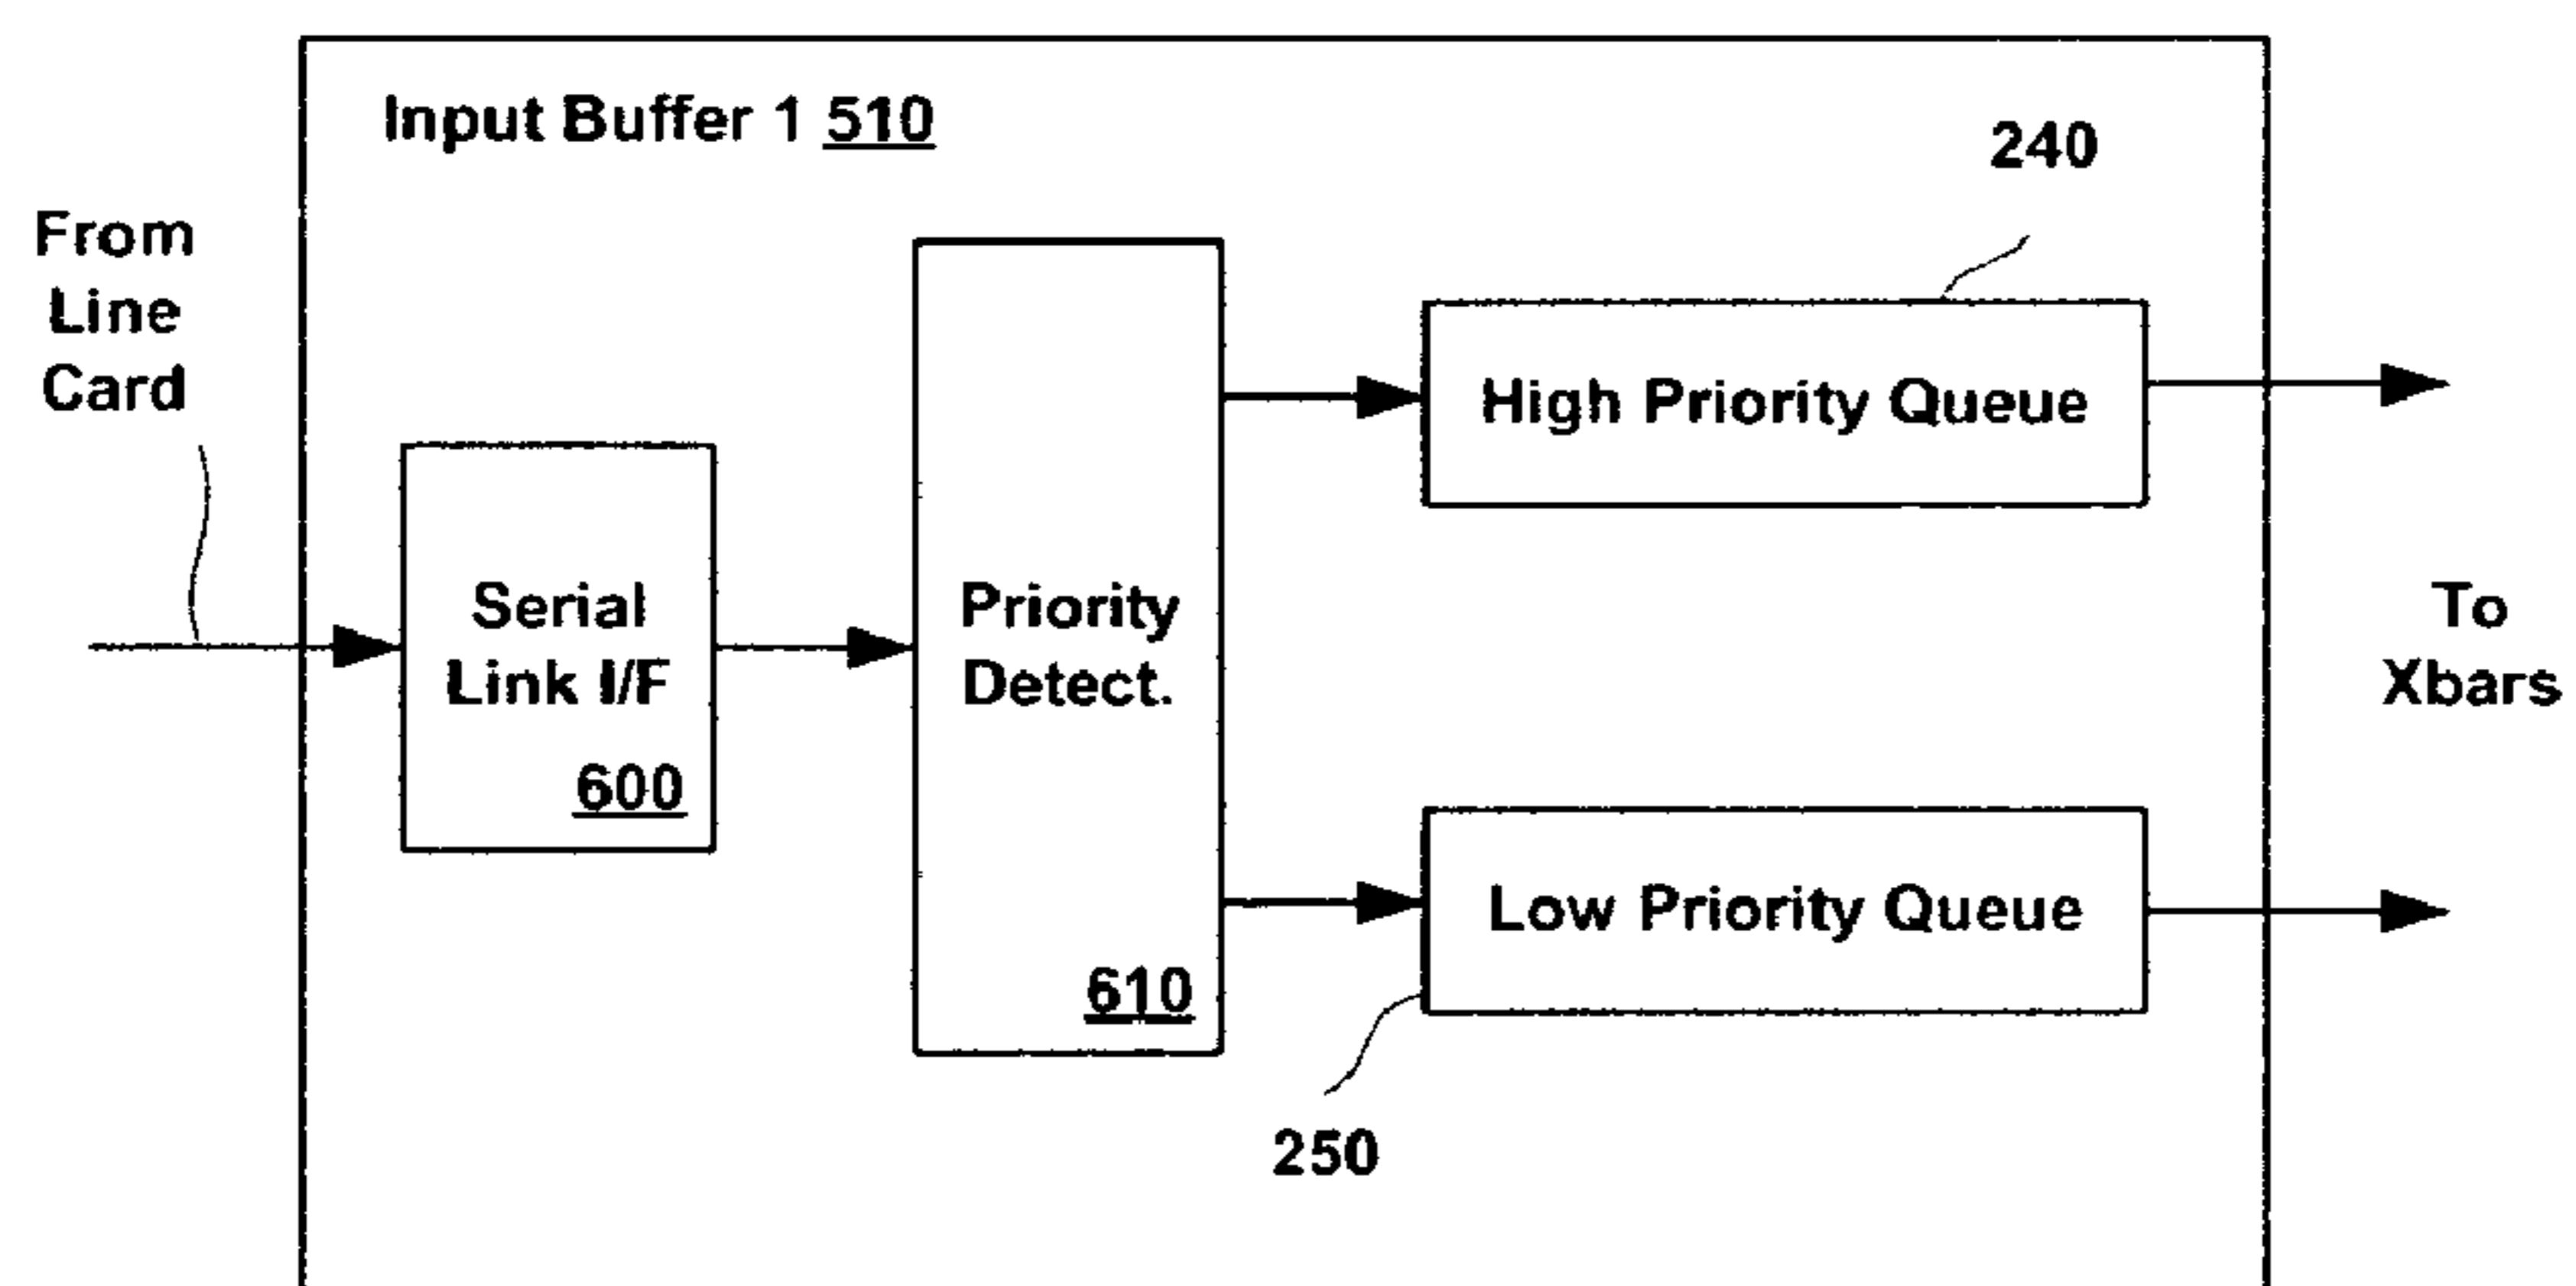 Input Buffer 1 510
240
From
Line
Card
High Priority Queue
Serial
Link I/F
600
Priority
Detect.
610
To
Xbars
Low Priority Queue
250